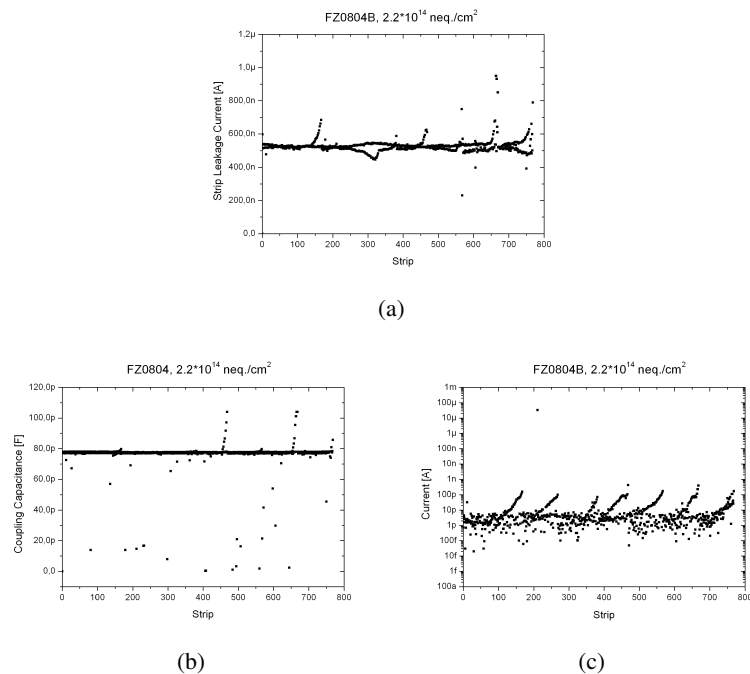 FZ0804B, 2.2*10^14 neq./cm^2
1,2µ
1,0µ
800,0n
600,0n
400,0n
200,0n
0,0
Strip Leakage Current [A]
0 100 200 300 400 500 600 700 800
Strip
(a)
FZ0804, 2.2*10^14 neq./cm^2
120,0p
100,0p
80,0p
60,0p
40,0p
20,0p
0,0
Coupling Capacitance [F]
0 100 200 300 400 500 600 700 800
Strip
(b)
FZ0804B, 2.2*10^14 neq./cm^2
1m
100µ
10µ
1µ
100n
10n
1n
100p
10p
1p
100f
10f
1f
100a
Current [A]
0 100 200 300 400 500 600 700 800
Strip
(c)